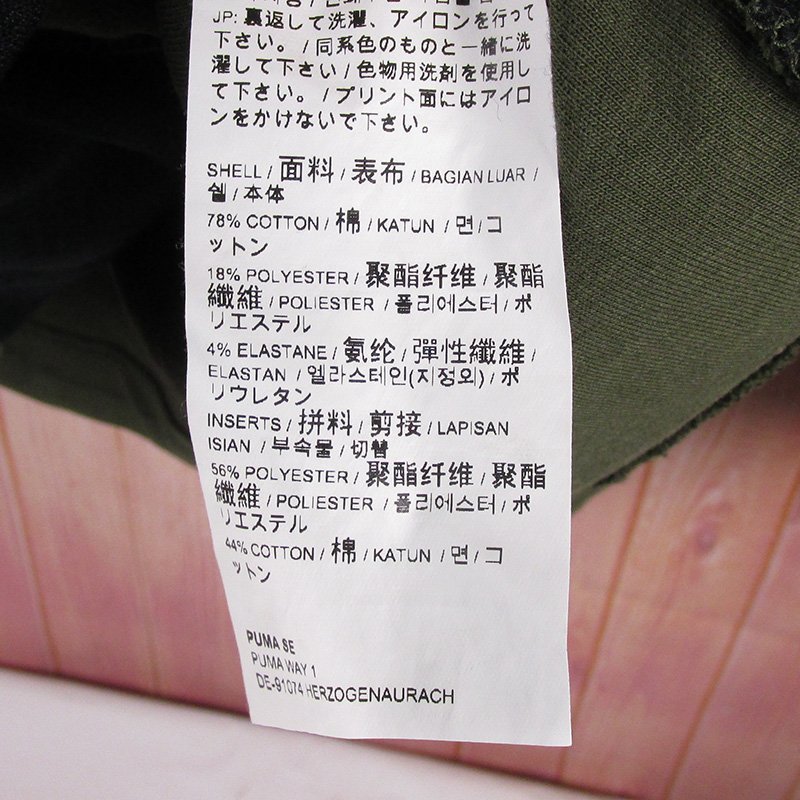 JP: 裏返して洗濯、アイロンを行って
下さい。/同系色のものと一緒に洗
濯して下さい/色物用洗剤を使用し
て下さい。/プリント面にはアイロ
ンをかけないで下さい。
SHELL / 面料 / 表布 / BAGIAN LUAR /
쉘 / 本体
78% COTTON / 棉 / KATUN / 면 / コ
ットン
18% POLYESTER / 聚酯纤维 / 聚酯
纖維 / POLIESTER / 폴리에스터 / ポ
リエステル
4% ELASTANE / 氨纶 / 彈性纖維 /
ELASTAN / 엘라스테인(지정외) / ポ
リウレタン
INSERTS / 拼料 / 剪接 / LAPISAN
ISIAN / 부속물 / 切替
56% POLYESTER / 聚酯纤维 / 聚酯
纖維 / POLIESTER / 폴리에스터 / ポ
リエステル
44% COTTON / 棉 / KATUN / 면 / コ
ットン
PUMA SE
PUMA WAY 1
DE-91074 HERZOGENAURACH